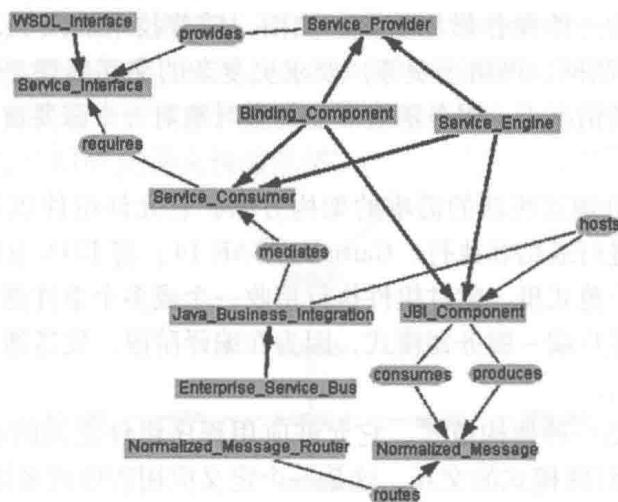 WSDL_Interface
provides
Service_Provider
Service_Interface
Binding_Component
Service_Engine
requires
Service_Consumer
hosts
mediates
Java_Business_Integration
JBI_Component
consumes
produces
Enterprise_Service_Bus
Normalized_Message_Router
Normalized_Message
routes